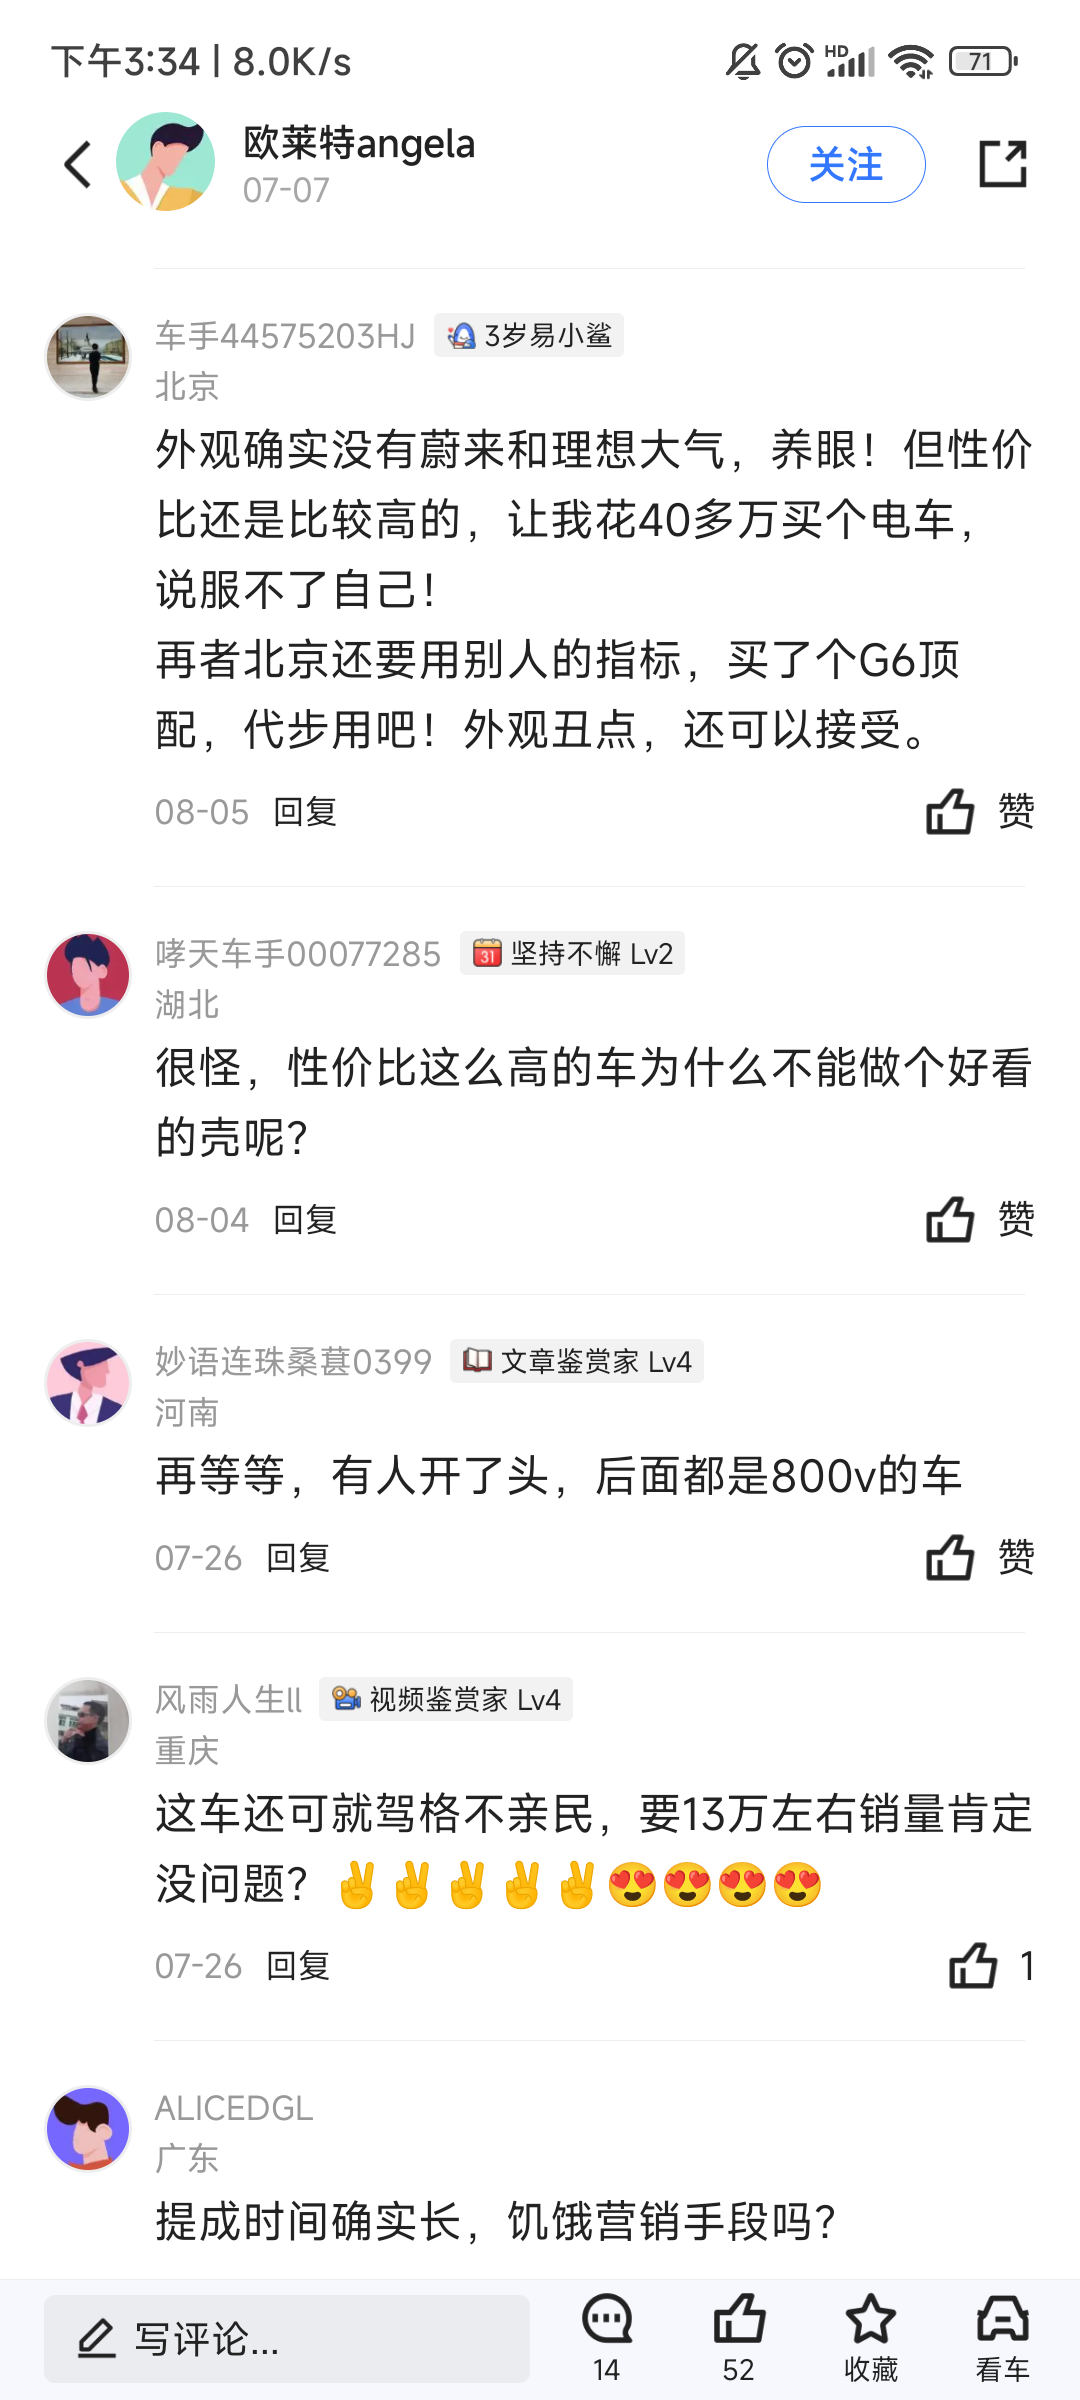 下午3:34 | 8.0K/s
HD
71
欧莱特angela
关注
07-07
车手44575203HJ 3岁易小鲨
北京
外观确实没有蔚来和理想大气，养眼！但性价
比还是比较高的，让我花40多万买个电车，
说服不了自己！
再者北京还要用别人的指标，买了个G6顶
配，代步用吧！外观丑点，还可以接受。
08-05 回复 赞
哮天车手00077285 31 坚持不懈 Lv2
湖北
很怪，性价比这么高的车为什么不能做个好看
的壳呢？
08-04 回复 赞
妙语连珠桑葚0399 文章鉴赏家 Lv4
河南
再等等，有人开了头，后面都是800v的车
07-26 回复 赞
风雨人生ll 视频鉴赏家 Lv4
重庆
这车还可就驾格不亲民，要13万左右销量肯定
没问题？✌✌✌✌✌😍😍😍😍
07-26 回复 1
ALICEDGL
广东
提成时间确实长，饥饿营销手段吗？
写评论... 14 52 收藏 看车